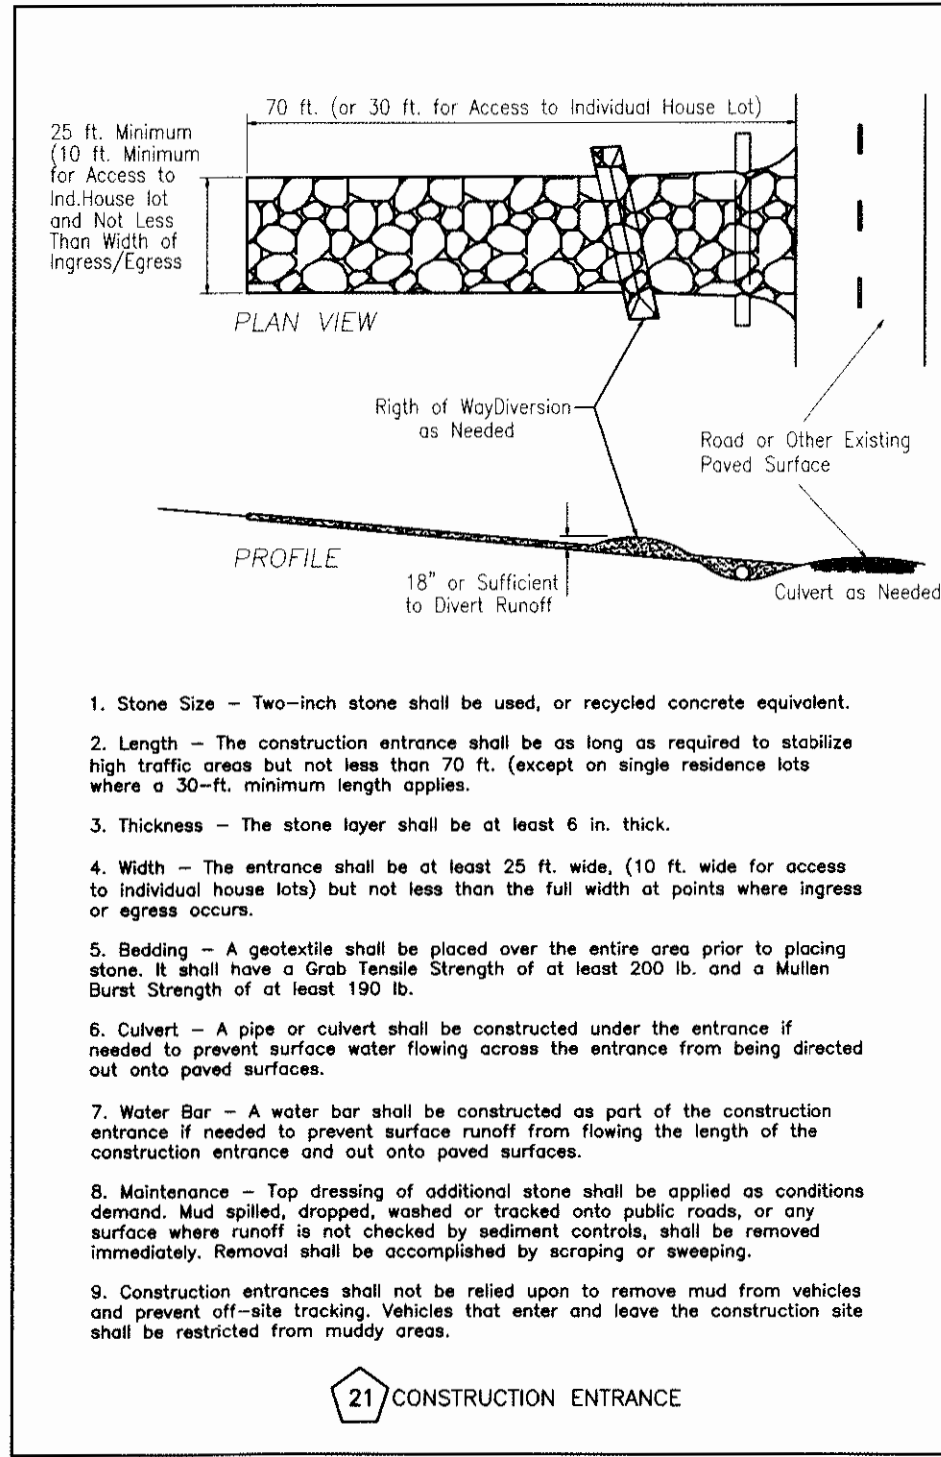 70 ft. (or 30 ft. for Access to Individual House Lot)
25 ft. Minimum
(10 ft. Minimum
for Access to
Ind.House lot
and Not Less
Than Width of
Ingress/Egress
PLAN VIEW
Rigth of WayDiversion
as Needed
Road or Other Existing
Paved Surface
PROFILE
18" or Sufficient
to Divert Runoff
Culvert as Needed
1. Stone Size – Two–inch stone shall be used, or recycled concrete equivalent.
2. Length – The construction entrance shall be as long as required to stabilize
high traffic areas but not less than 70 ft. (except on single residence lots
where a 30–ft. minimum length applies.
3. Thickness – The stone layer shall be at least 6 in. thick.
4. Width – The entrance shall be at least 25 ft. wide, (10 ft. wide for access
to individual house lots) but not less than the full width at points where ingress
or egress occurs.
5. Bedding – A geotextile shall be placed over the entire area prior to placing
stone. It shall have a Grab Tensile Strength of at least 200 lb. and a Mullen
Burst Strength of at least 190 lb.
6. Culvert – A pipe or culvert shall be constructed under the entrance if
needed to prevent surface water flowing across the entrance from being directed
out onto paved surfaces.
7. Water Bar – A water bar shall be constructed as part of the construction
entrance if needed to prevent surface runoff from flowing the length of the
construction entrance and out onto paved surfaces.
8. Maintenance – Top dressing of additional stone shall be applied as conditions
demand. Mud spilled, dropped, washed or tracked onto public roads, or any
surface where runoff is not checked by sediment controls, shall be removed
immediately. Removal shall be accomplished by scraping or sweeping.
9. Construction entrances shall not be relied upon to remove mud from vehicles
and prevent off–site tracking. Vehicles that enter and leave the construction site
shall be restricted from muddy areas.
21 CONSTRUCTION ENTRANCE